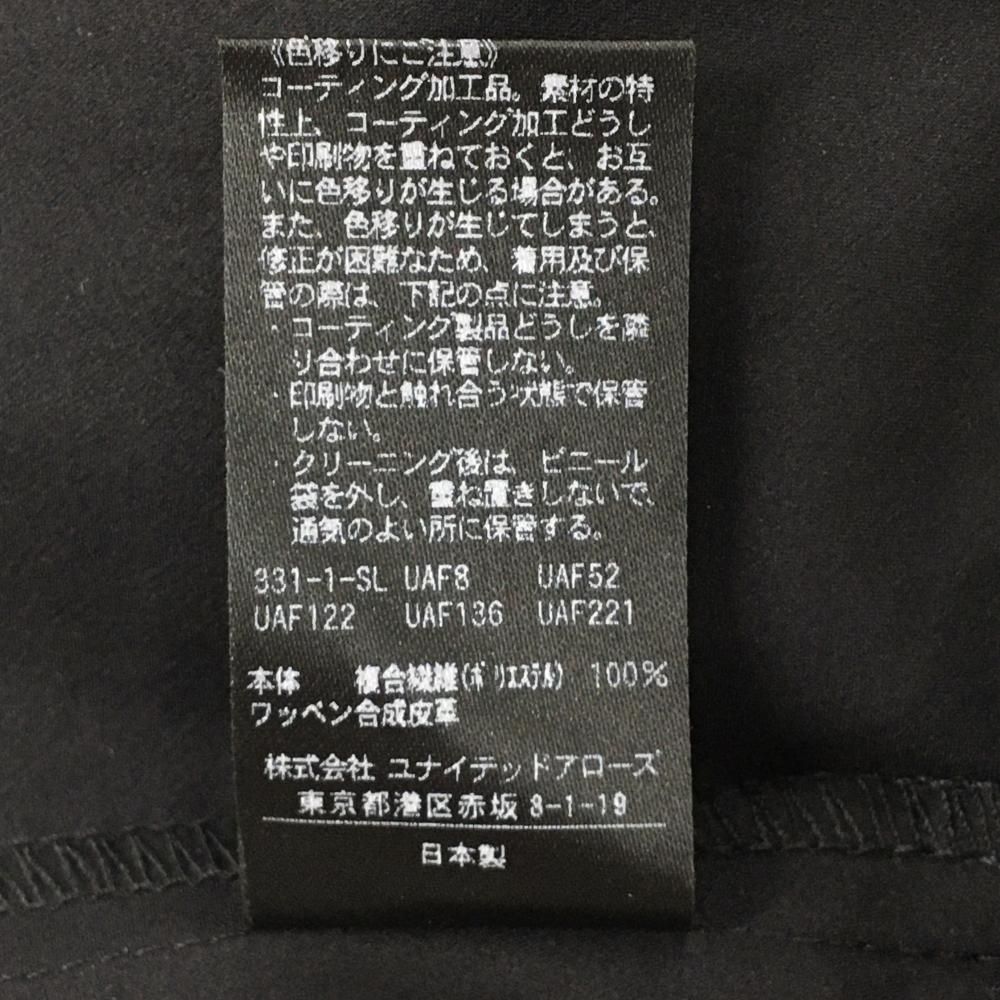 《色移りにご注意》
コーティング加工品。素材の特
性上、コーティング加工どうし
や印刷物を重ねておくと、お互
いに色移りが生じる場合がある。
また、色移りが生じてしまうと、
修正が困難なため、着用及び保
管の際は、下記の点に注意。
・コーティング製品どうしを隣
り合わせに保管しない。
・印刷物と触れ合う状態で保管
しない。
・クリーニング後は、ビニール
袋を外し、重ね置きしないで、
通気のよい所に保管する。
331-1-SL UAF8 UAF52
UAF122 UAF136 UAF221
本体 複合繊維(ポリエステル) 100%
ワッペン合成皮革
株式会社 ユナイテッドアローズ
東京都港区赤坂8-1-19
日本製